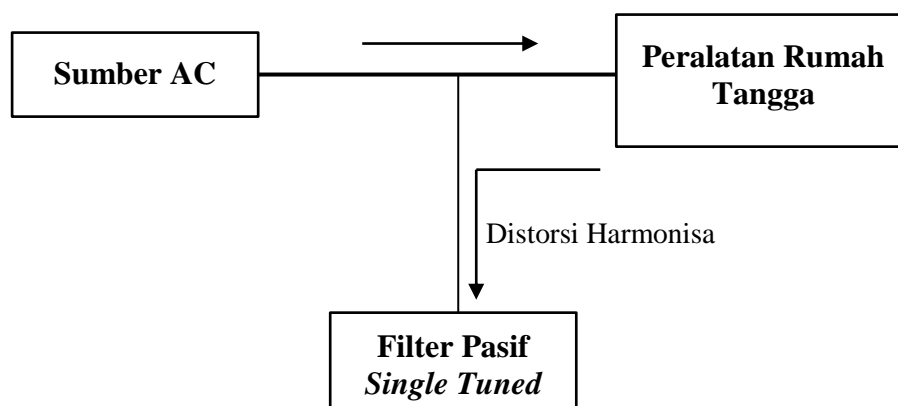 Sumber AC
Peralatan Rumah
Tangga
Distorsi Harmonisa
Filter Pasif
Single Tuned